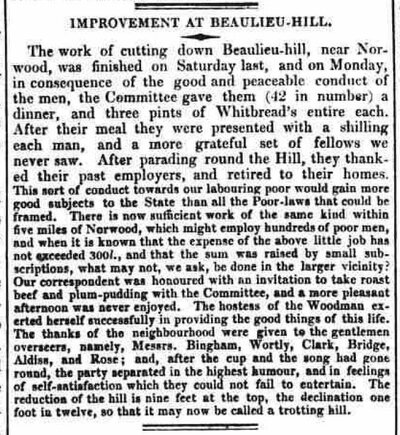 IMPROVEMENT AT BEAULIEU-HILL.
The work of cutting down Beaulieu-hill, near Nor-
wood, was finished on Saturday last, and on Monday,
in consequence of the good and peaceable conduct of
the men, the Committee gave them (42 in number) a
dinner, and three pints of Whitbread's entire each.
After their meal they were presented with a shilling
each man, and a more grateful set of fellows we
never saw. After parading round the Hill, they thank-
ed their past employers, and retired to their homes.
This sort of conduct towards our labouring poor would gain more
good subjects to the State than all the Poor-laws that could be
framed. There is now sufficient work of the same kind within
five miles of Norwood, which might employ hundreds of poor men,
and when it is known that the expense of the above little job has
not exceeded 300l., and that the sum was raised by small sub-
scriptions, what may not, we ask, be done in the larger vicinity?
Our correspondent was honoured with an invitation to take roast
beef and plum-pudding with the Committee, and a more pleasant
afternoon was never enjoyed. The hostess of the Woodman ex-
erted herself successfully in providing the good things of this life.
The thanks of the neighbourhood were given to the gentlemen
overseers, namely, Messrs. Bingham, Wortly, Clark, Bridge,
Aldiss, and Rose; and, after the cup and the song had gone
round, the party separated in the highest humour, and in feelings
of self-satisfaction which they could not fail to entertain. The
reduction of the hill is nine feet at the top, the declination one
foot in twelve, so that it may now be called a trotting hill.